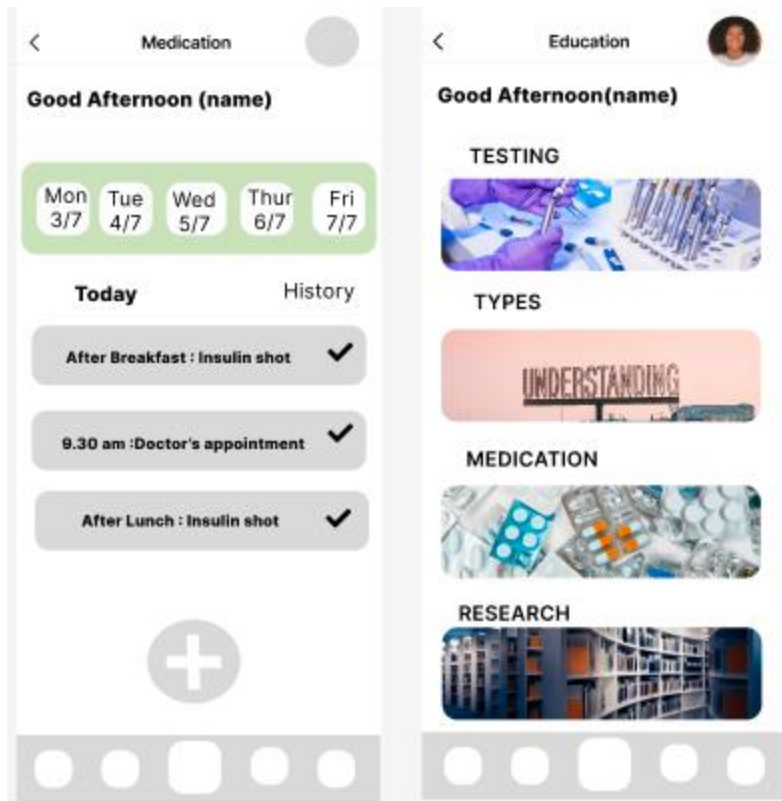 Medication
Good Afternoon (name)
Mon Tue Wed Thur Fri
3/7 4/7 5/7 6/7 7/7
Today History
After Breakfast : Insulin shot
9.30 am :Doctor's appointment
After Lunch : Insulin shot
Education
Good Afternoon(name)
TESTING
TYPES
UNDERSTANDING
MEDICATION
RESEARCH